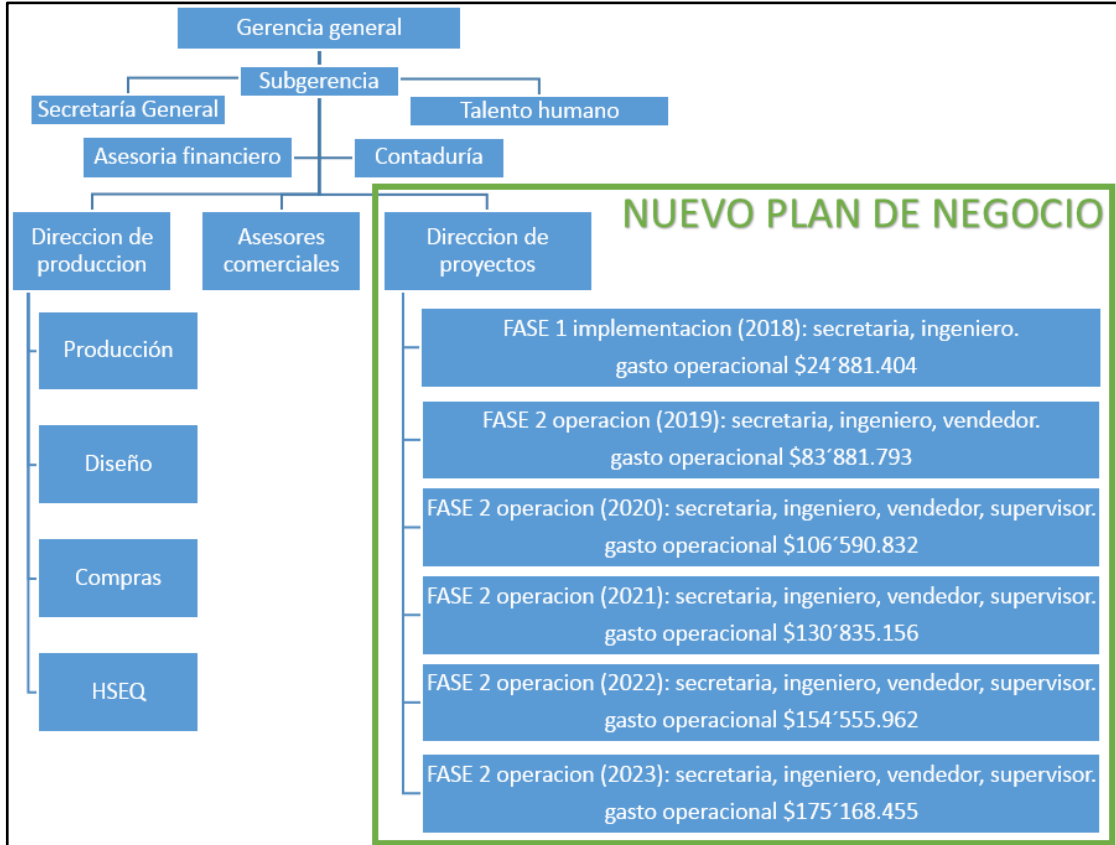 Gerencia general
Subgerencia
Secretaría General
Talento humano
Asesoria financiero
Contaduría
NUEVO PLAN DE NEGOCIO
Direccion de
produccion
Asesores
comerciales
Direccion de
proyectos
Producción
Diseño
Compras
HSEQ
FASE 1 implementacion (2018): secretaria, ingeniero.
gasto operacional $24´881.404
FASE 2 operacion (2019): secretaria, ingeniero, vendedor.
gasto operacional $83´881.793
FASE 2 operacion (2020): secretaria, ingeniero, vendedor, supervisor.
gasto operacional $106´590.832
FASE 2 operacion (2021): secretaria, ingeniero, vendedor, supervisor.
gasto operacional $130´835.156
FASE 2 operacion (2022): secretaria, ingeniero, vendedor, supervisor.
gasto operacional $154´555.962
FASE 2 operacion (2023): secretaria, ingeniero, vendedor, supervisor.
gasto operacional $175´168.455